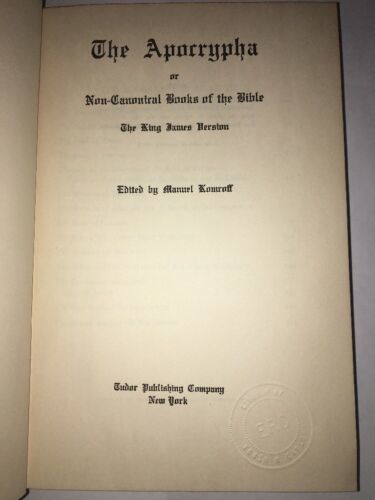 The Apocrypha
or
Non-Canonical Books of the Bible
The King James Version
Edited by Manuel Komroff
Tudor Publishing Company
New York